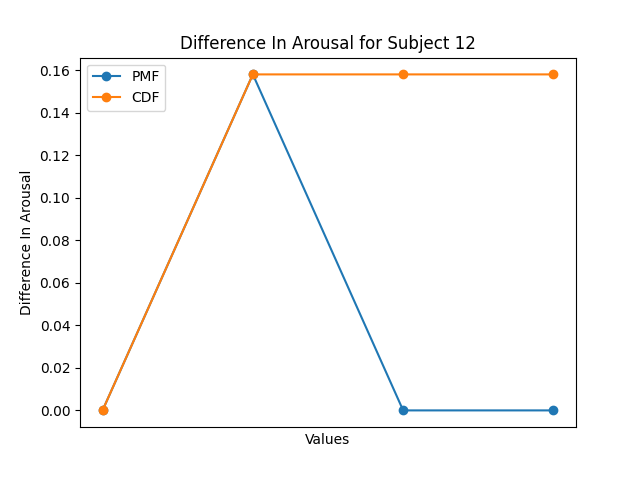 Difference In Arousal for Subject 12
PMF
CDF
0.16
0.14
0.12
0.10
0.08
0.06
0.04
0.02
0.00
Difference In Arousal
Values